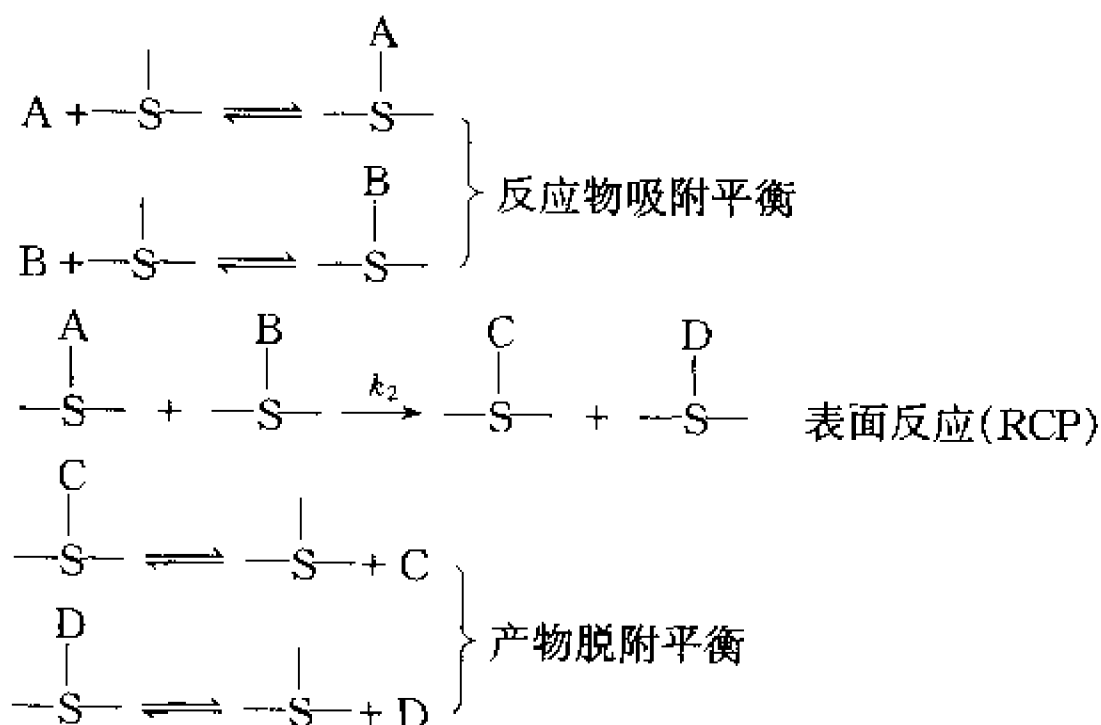 A
A + S ⇌ S
B
B + S ⇌ S
反应物吸附平衡
A B C D
S + S k₂→ S + S 表面反应(RCP)
C
S ⇌ S + C
D
S ⇌ S + D
产物脱附平衡